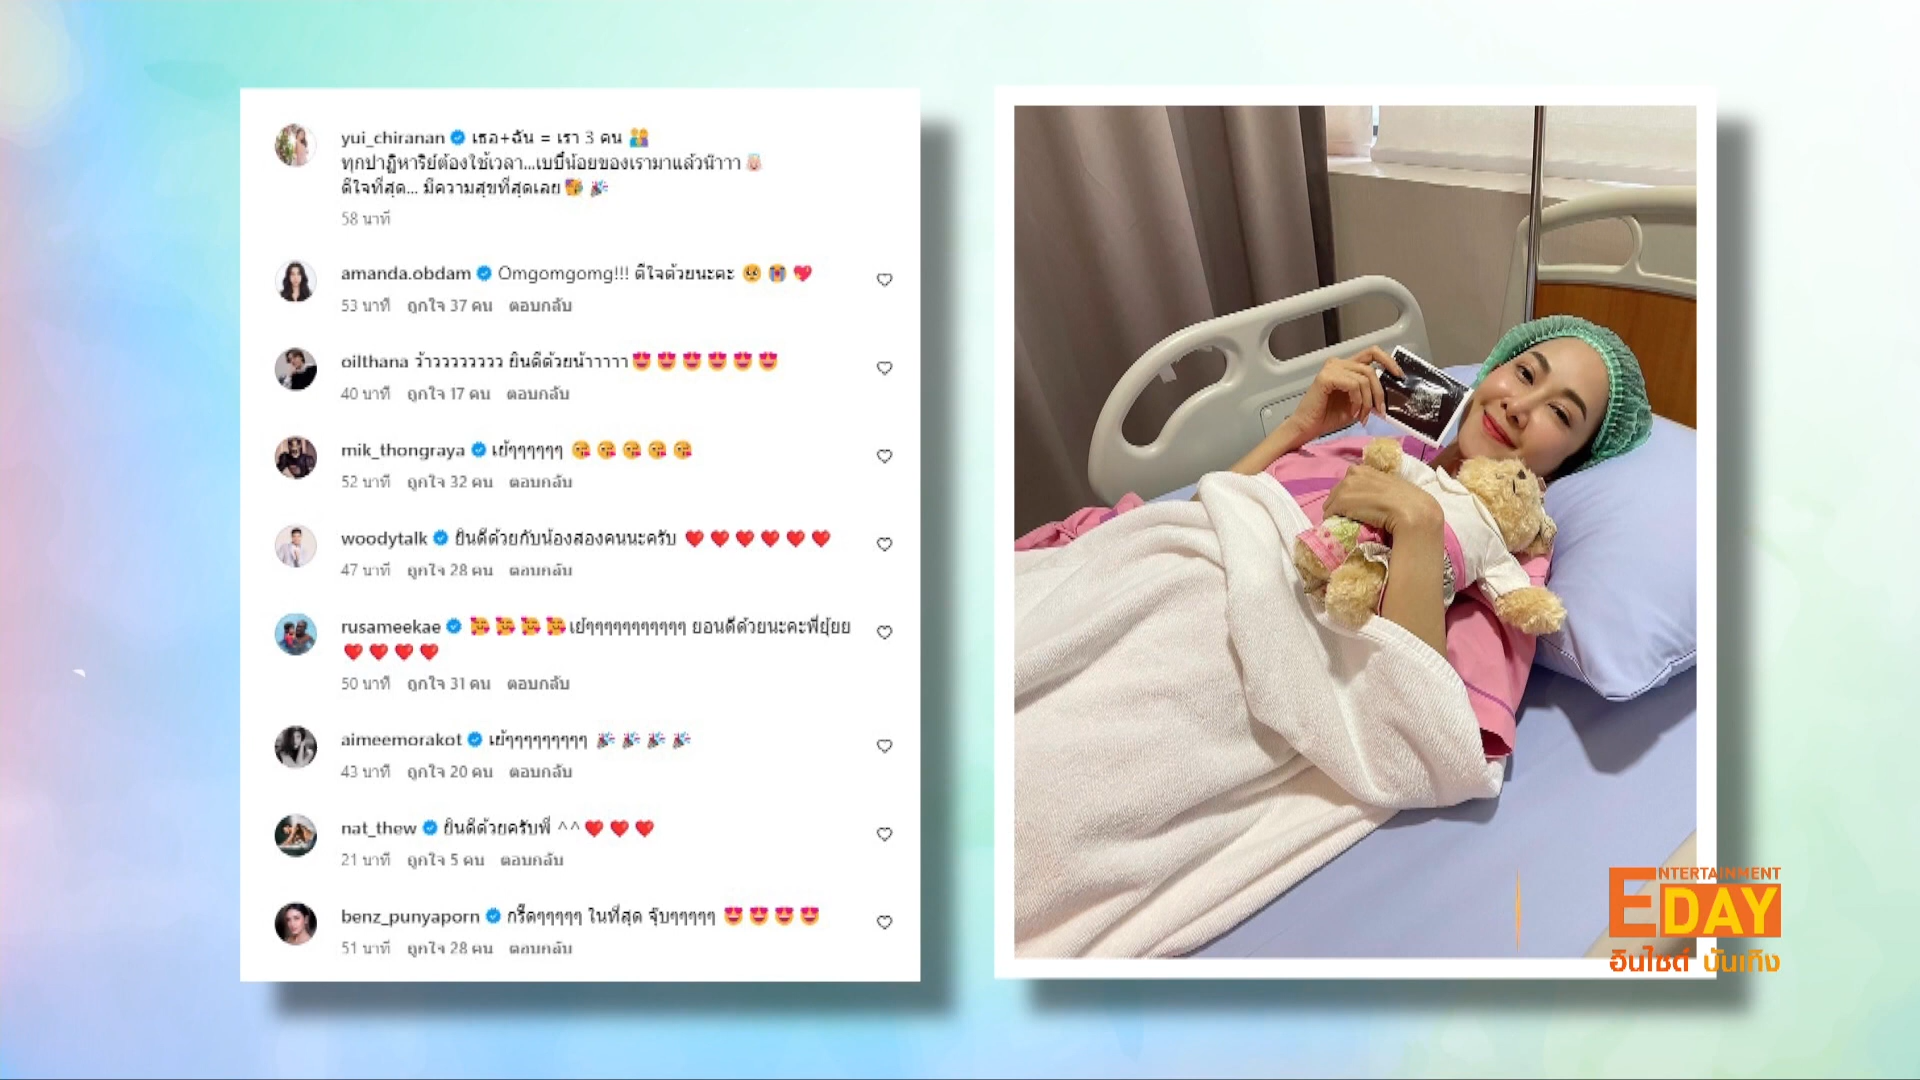 yui_chiranan เธอ+ฉัน = เรา 3 คน
ทุกปาฏิหาริย์ต้องใช้เวลา...เบบี๋น้อยของเรามาแล้วน๊าาา
ดีใจที่สุด... มีความสุขที่สุดเลย
58 นาที
amanda.obdam Omgomgomg!!! ดีใจด้วยนะคะ
53 นาที ถูกใจ 37 คน ตอบกลับ
oilthana ว้าววววววววว ยินดีด้วยน้าาาาา
40 นาที ถูกใจ 17 คน ตอบกลับ
mik_thongraya เย้ๆๆๆๆๆๆ
52 นาที ถูกใจ 32 คน ตอบกลับ
woodytalk ยินดีด้วยกับน้องสองคนนะครับ
47 นาที ถูกใจ 28 คน ตอบกลับ
rusameekae เย้ๆๆๆๆๆๆๆๆๆๆๆ ยอนดีด้วยนะคะพี่ยุ้ยย
50 นาที ถูกใจ 31 คน ตอบกลับ
aimeemorakot เย้ๆๆๆๆๆๆๆๆๆ
43 นาที ถูกใจ 20 คน ตอบกลับ
nat_thew ยินดีด้วยครับพี่ ^^
21 นาที ถูกใจ 5 คน ตอบกลับ
benz_punyaporn กรี๊ดๆๆๆๆๆ ในที่สุด จุ๊บๆๆๆๆๆ
51 นาที ถูกใจ 28 คน ตอบกลับ
ENTERTAINMENT
DAY
อินไซด์ บันเทิง